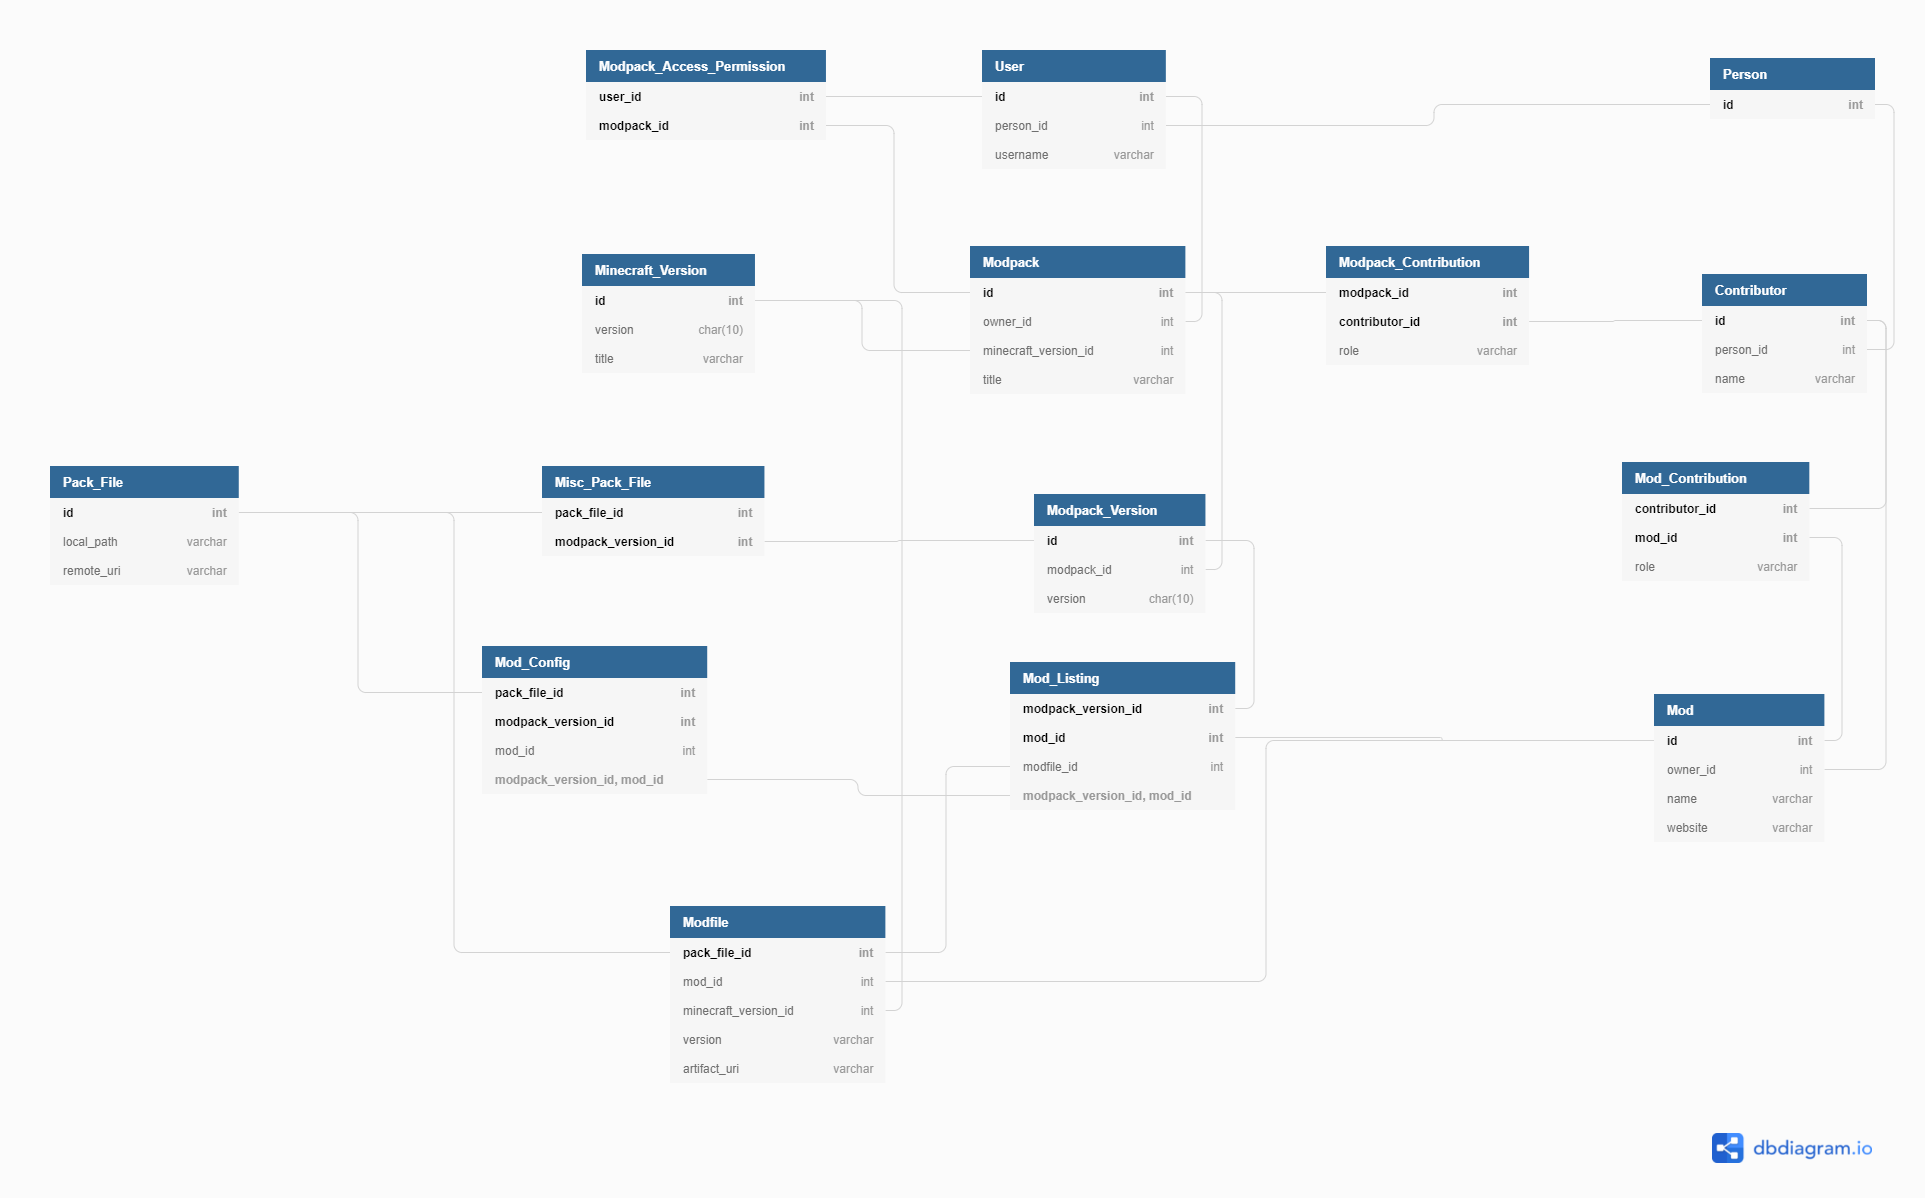 Modpack_Access_Permission
user_id int
modpack_id int
User
id int
person_id int
username varchar
Person
id int
Minecraft_Version
id int
version char(10)
title varchar
Modpack
id int
owner_id int
minecraft_version_id int
title varchar
Modpack_Contribution
modpack_id int
contributor_id int
role varchar
Contributor
id int
person_id int
name varchar
Pack_File
id int
local_path varchar
remote_uri varchar
Misc_Pack_File
pack_file_id int
modpack_version_id int
Modpack_Version
id int
modpack_id int
version char(10)
Mod_Contribution
contributor_id int
mod_id int
role varchar
Mod_Config
pack_file_id int
modpack_version_id int
mod_id int
modpack_version_id, mod_id
Mod_Listing
modpack_version_id int
mod_id int
modfile_id int
modpack_version_id, mod_id
Mod
id int
owner_id int
name varchar
website varchar
Modfile
pack_file_id int
mod_id int
minecraft_version_id int
version varchar
artifact_uri varchar
dbdiagram.io